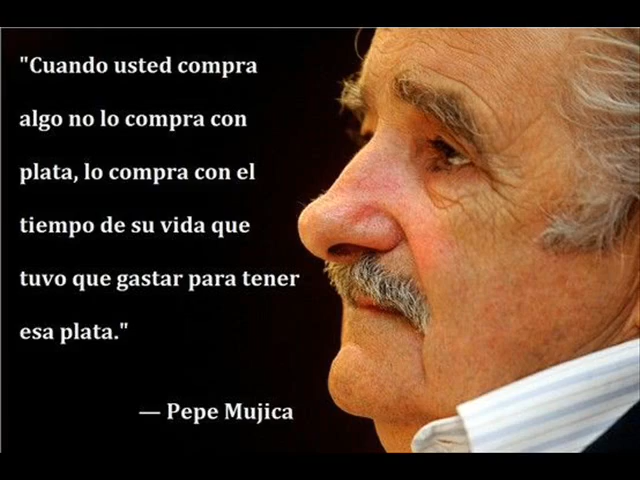 "Cuando usted compra
algo no lo compra con
plata, lo compra con el
tiempo de su vida que
tuvo que gastar para tener
esa plata."
— Pepe Mujica